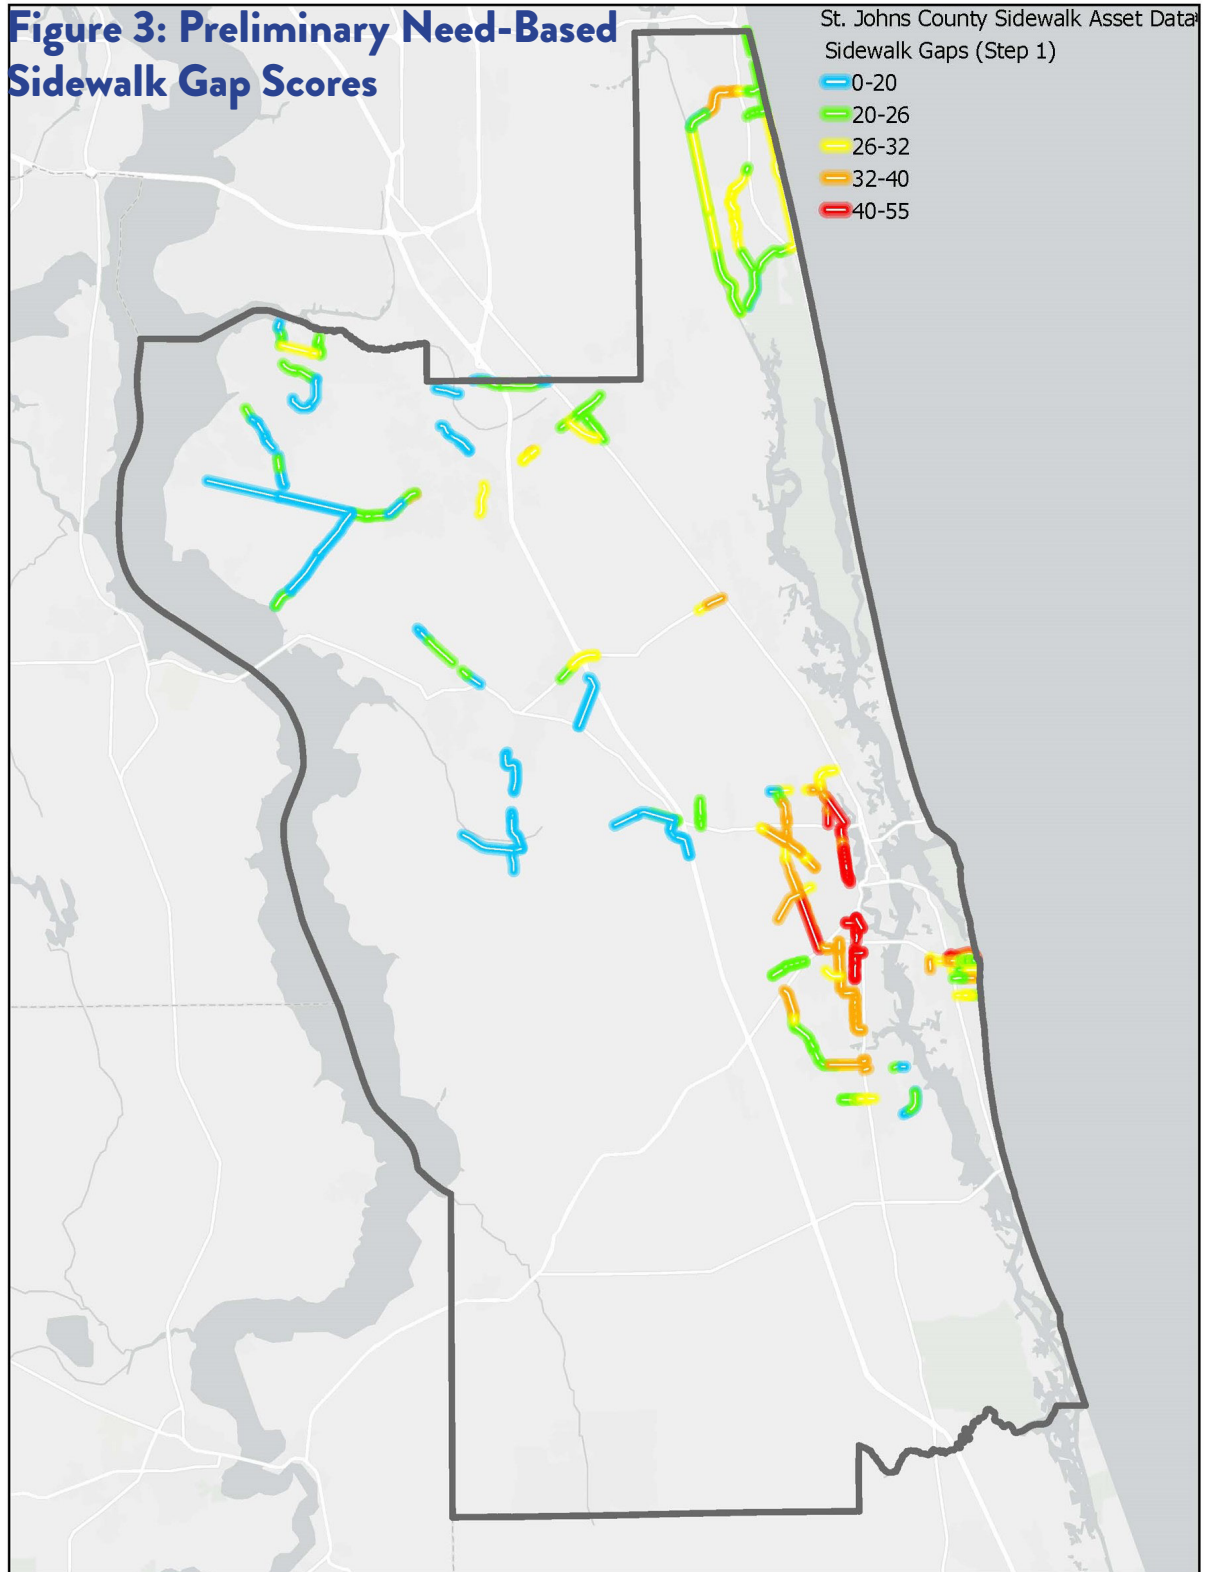 Figure 3: Preliminary Need-Based
Sidewalk Gap Scores
St. Johns County Sidewalk Asset Data
Sidewalk Gaps (Step 1)
0-20
20-26
26-32
32-40
40-55